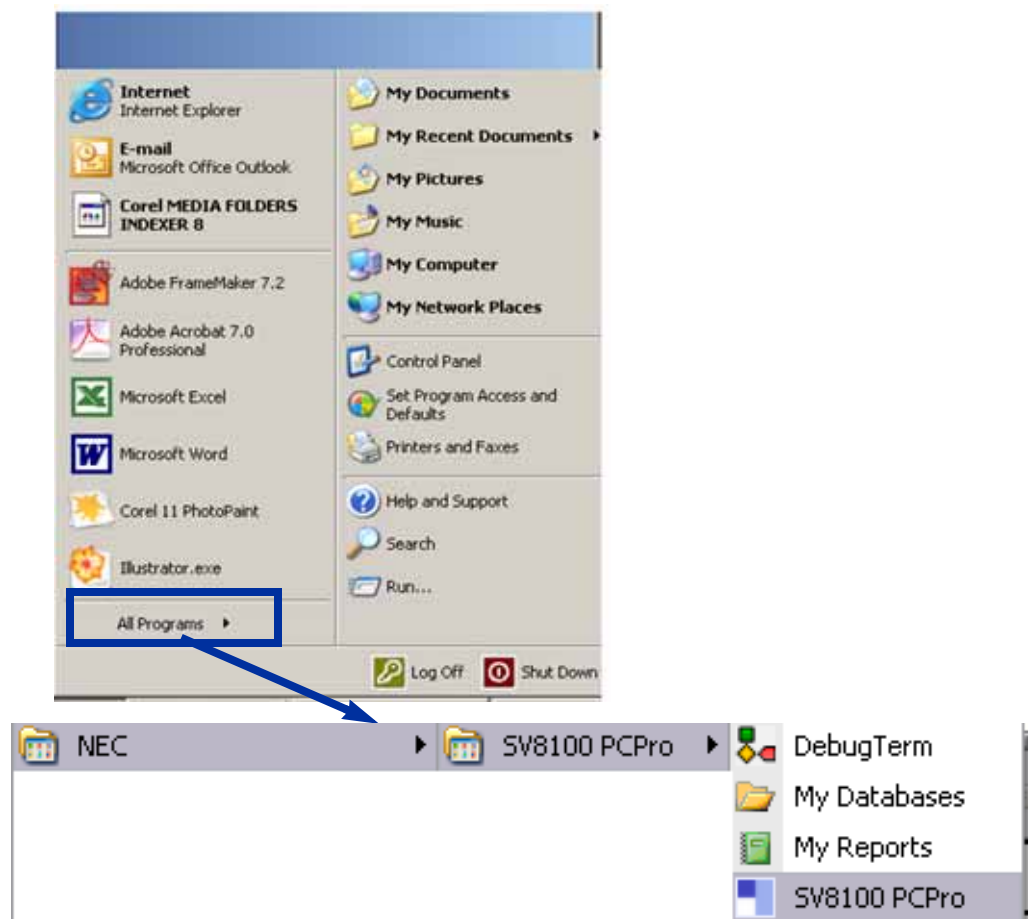 Internet
Internet Explorer
E-mail
Microsoft Office Outlook
Corel MEDIA FOLDERS
INDEXER 8
Adobe FrameMaker 7.2
Adobe Acrobat 7.0
Professional
Microsoft Excel
Microsoft Word
Corel 11 PhotoPaint
Illustrator.exe
All Programs
My Documents
My Recent Documents
My Pictures
My Music
My Computer
My Network Places
Control Panel
Set Program Access and
Defaults
Printers and Faxes
Help and Support
Search
Run...
Log Off
Shut Down
NEC
SV8100 PCPro
DebugTerm
My Databases
My Reports
SV8100 PCPro